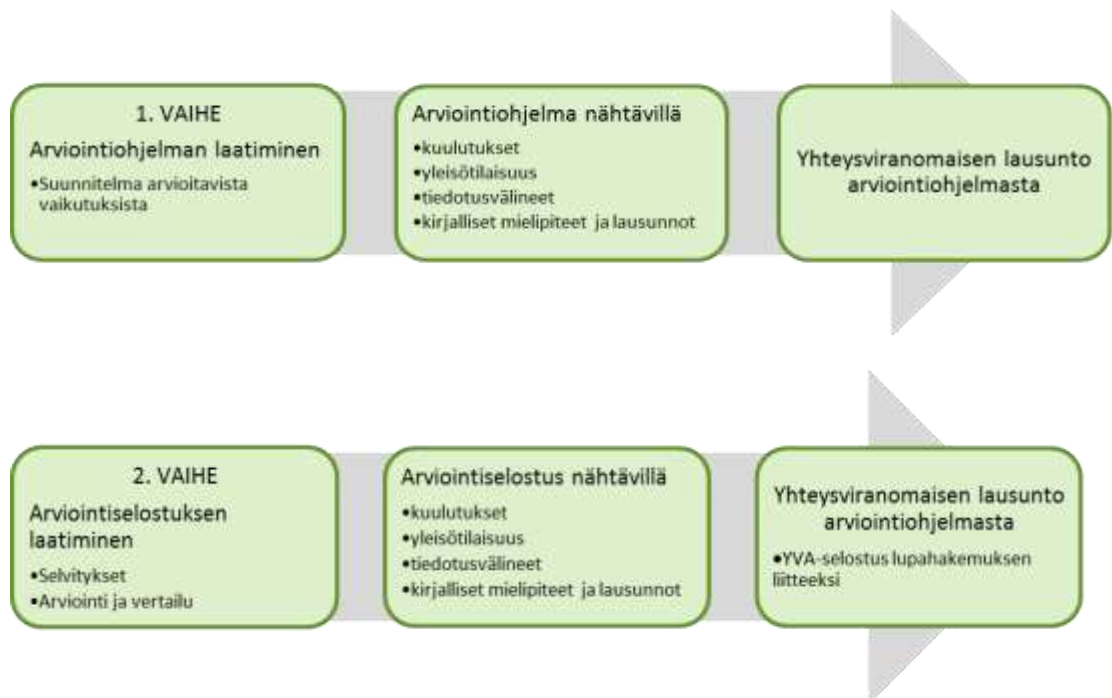 1. VAIHE
Arviointiohjelman laatiminen
•Suunnitelma arvioitavista
vaikutuksista
Arviointiohjelma nähtävillä
•kuulutukset
•yleisötilaisuus
•tiedotusvälineet
•kirjalliset mielipiteet ja lausunnot
Yhteysviranomaisen lausunto
arviointiohjelmasta
2. VAIHE
Arviointiselostuksen
laatiminen
•Selvitykset
•Arviointi ja vertailu
Arviointiselostus nähtävillä
•kuulutukset
•yleisötilaisuus
•tiedotusvälineet
•kirjalliset mielipiteet ja lausunnot
Yhteysviranomaisen lausunto
arviointiohjelmasta
•YVA-selostus lupahakemuksen
liitteeksi